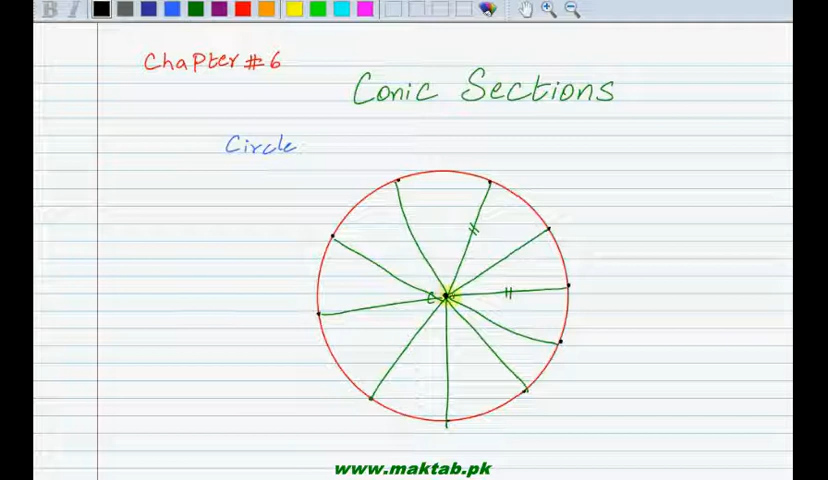 B I
Chapter # 6
Conic Sections
Circle
C
www.maktab.pk